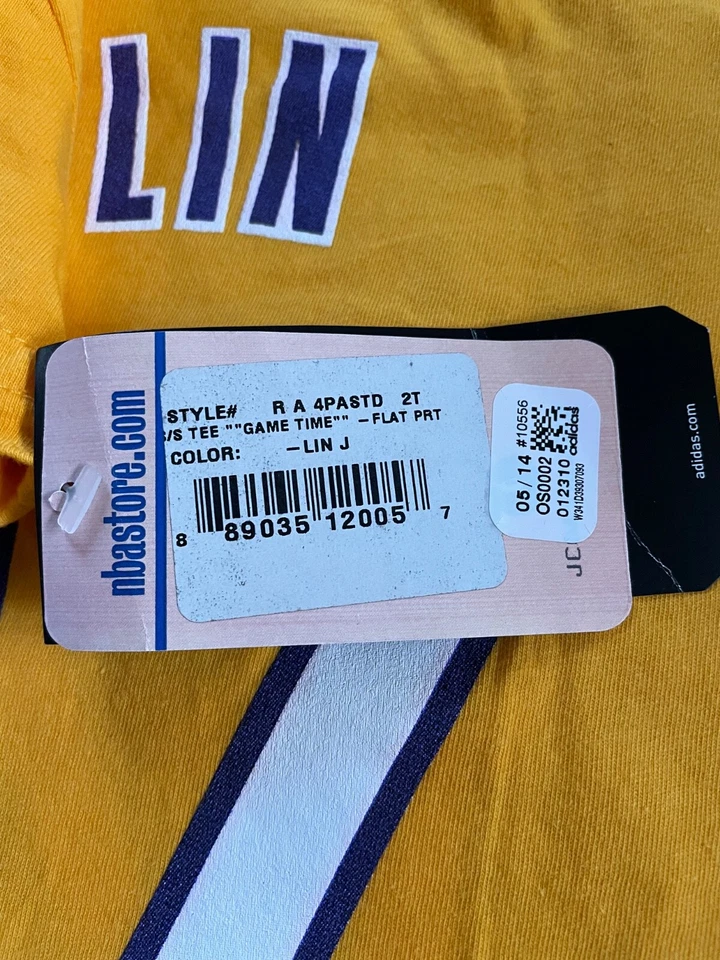 LIN
nbastore.com
STYLE# R A 4PASTD 2T
S/S TEE ""GAME TIME"" -FLAT PRT
COLOR: -LIN J
8 89035 12005 7
05 / 14 #10556
OS0002
012310 adidas
W341D39307093
adidas.com